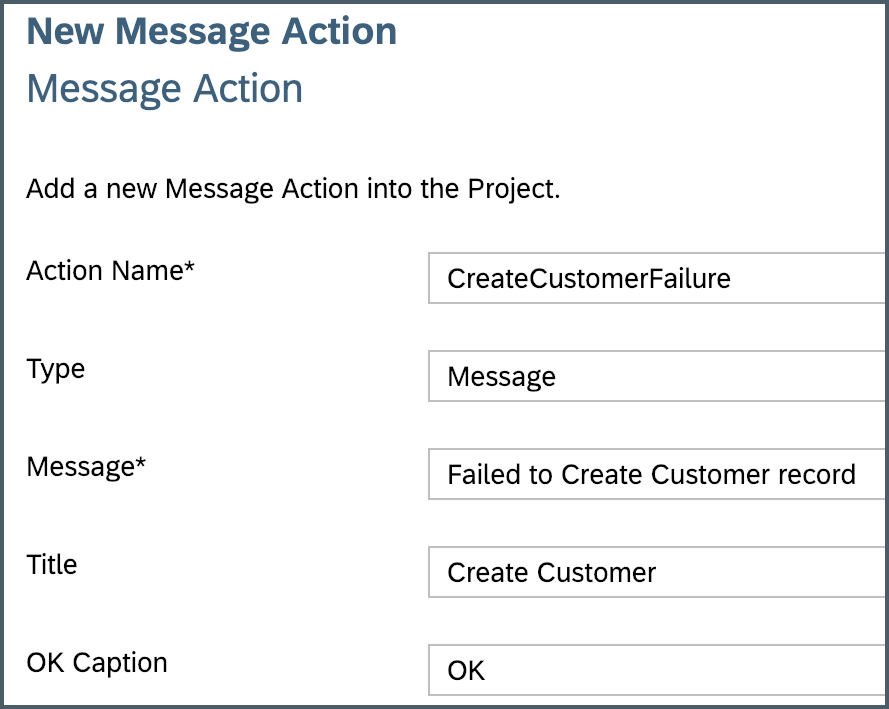 New Message Action
Message Action
Add a new Message Action into the Project.
Action Name* CreateCustomerFailure
Type Message
Message* Failed to Create Customer record
Title Create Customer
OK Caption OK